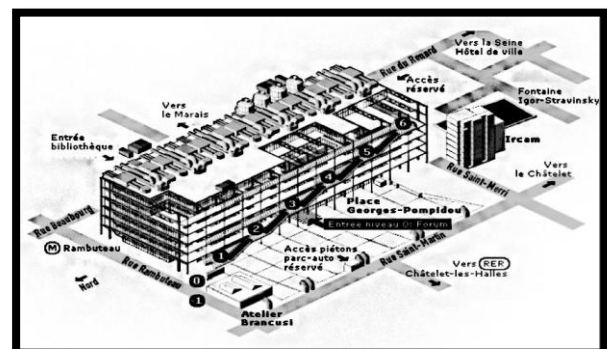 Vers la Seine
Hôtel de ville
Rue du Renard
Accès
réservé
Fontaine
Igor-Stravinsky
Vers
le Marais
Entrée
bibliothèque
Ircam
Vers
le Châtelet
Rue Saint-Merri
6
5
4
3
2
1
0
-1
Place
Georges-Pompidou
Entrée niveau 0: Forum
Rue Beaubourg
M Rambuteau
Accès piétons
parc-auto
réservé
Rue Saint-Martin
Vers RER
Châtelet-les-Halles
Nord
Rue Rambuteau
Atelier
Brancusi